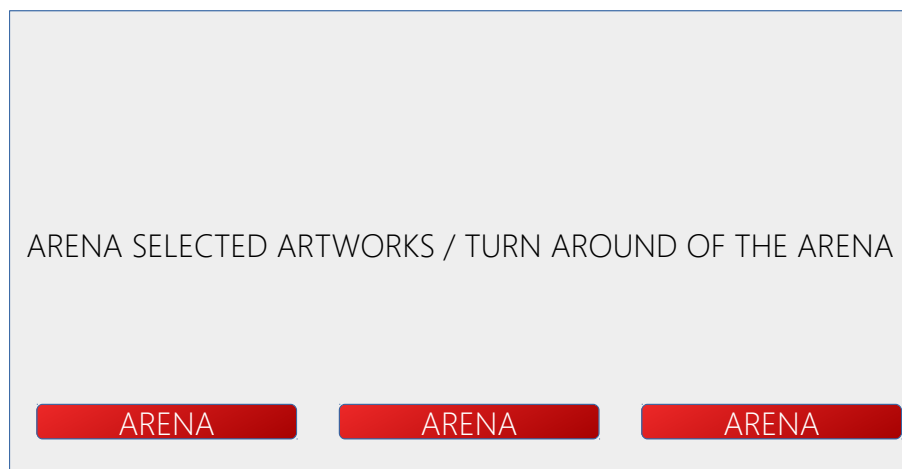 ARENA SELECTED ARTWORKS / TURN AROUND OF THE ARENA
ARENA
ARENA
ARENA